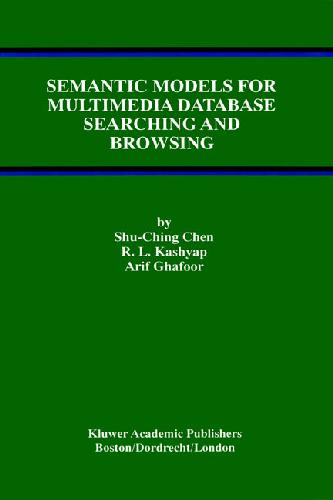 SEMANTIC MODELS FOR
MULTIMEDIA DATABASE
SEARCHING AND
BROWSING
by
Shu-Ching Chen
R. L. Kashyap
Arif Ghafoor
Kluwer Academic Publishers
Boston/Dordrecht/London